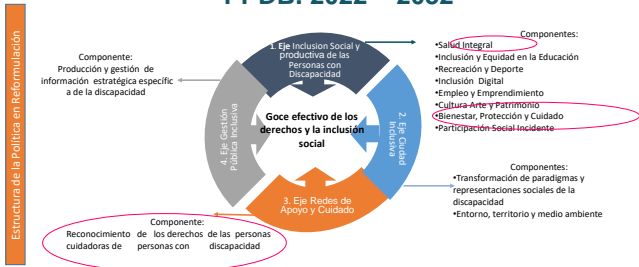 Estructura de la Política en Reformulación
Componente:
Producción y gestión de
información estratégica específic
a de la discapacidad
1. Eje Inclusion Social y
productiva de las
Personas con
Discapacidad
2. Eje Ciudad
Inclusiva
3. Eje Redes de
Apoyo y Cuidado
4. Eje Gestión
Pública Inclusiva
Goce efectivo de los
derechos y la inclusión
social
Componentes:
•Salud Integral
•Inclusión y Equidad en la Educación
•Recreación y Deporte
•Inclusión Digital
•Empleo y Emprendimiento
•Cultura Arte y Patrimonio
•Bienestar, Protección y Cuidado
•Participación Social Incidente
Componentes:
•Transformación de paradigmas y
representaciones sociales de la
discapacidad
•Entorno, territorio y medio ambiente
Componente:
Reconocimiento de los derechos de las personas
cuidadoras de personas con discapacidad